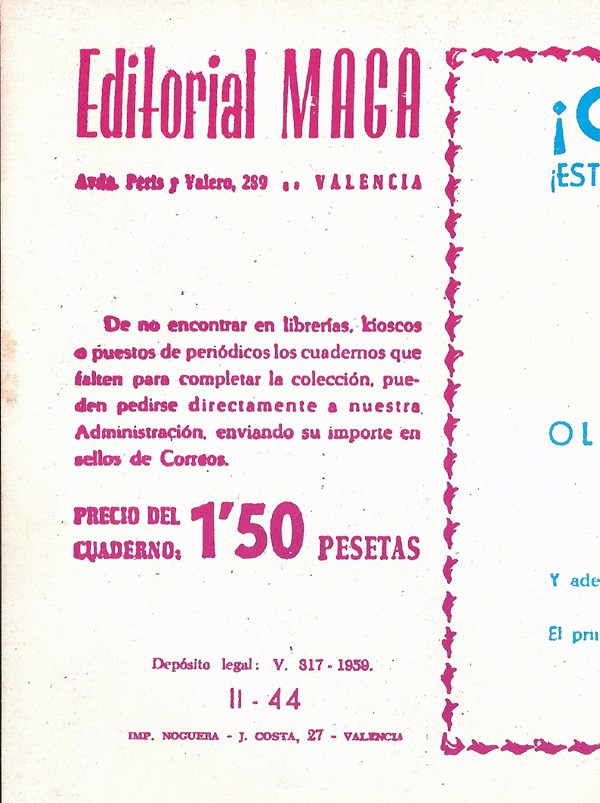 Editorial MAGA
Avda. Peris y Valero, 289 .. VALENCIA
De no encontrar en librerías, kioscos
o puestos de periódicos los cuadernos que
falten para completar la colección, pue-
den pedirse directamente a nuestra
Administración, enviando su importe en
sellos de Correos.
PRECIO DEL
CUADERNO: 1'50 PESETAS
Depósito legal: V. 317 - 1959.
II - 44
IMP. NOGUERA - J. COSTA, 27 - VALENCIA
¡EST
OL
Y ade
El prin